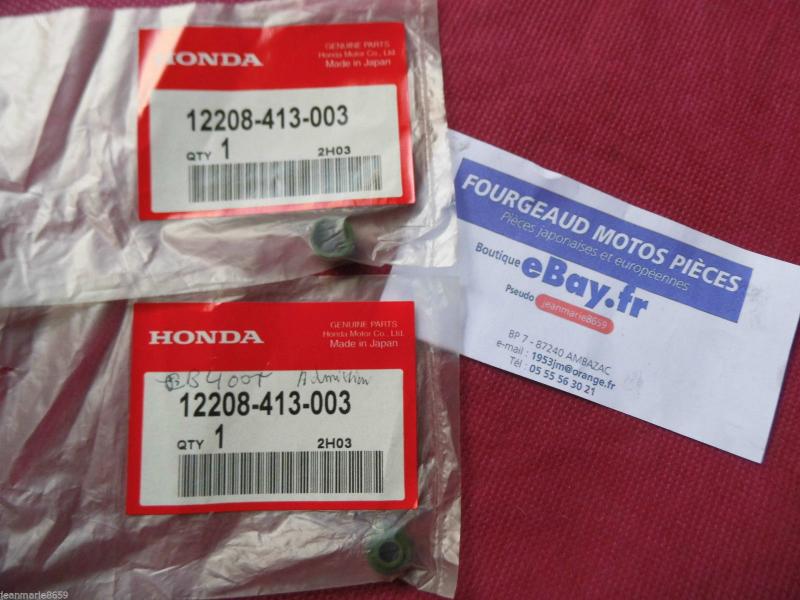 HONDA
GENUINE PARTS
Honda Motor Co., Ltd.
Made in Japan
12208-413-003
QTY 1 2H03
HONDA
GENUINE PARTS
Honda Motor Co., Ltd.
Made in Japan
CB400T Admission
12208-413-003
QTY 1 2H03
FOURGEAUD MOTOS PIÈCES
Pièces japonaises et européennes
Boutique eBay.fr
Pseudo jeanmarie8659
BP 7 - 87240 AMBAZAC
e-mail : 1953jm@orange.fr
Tél : 05 55 56 30 21
jeanmarie8659